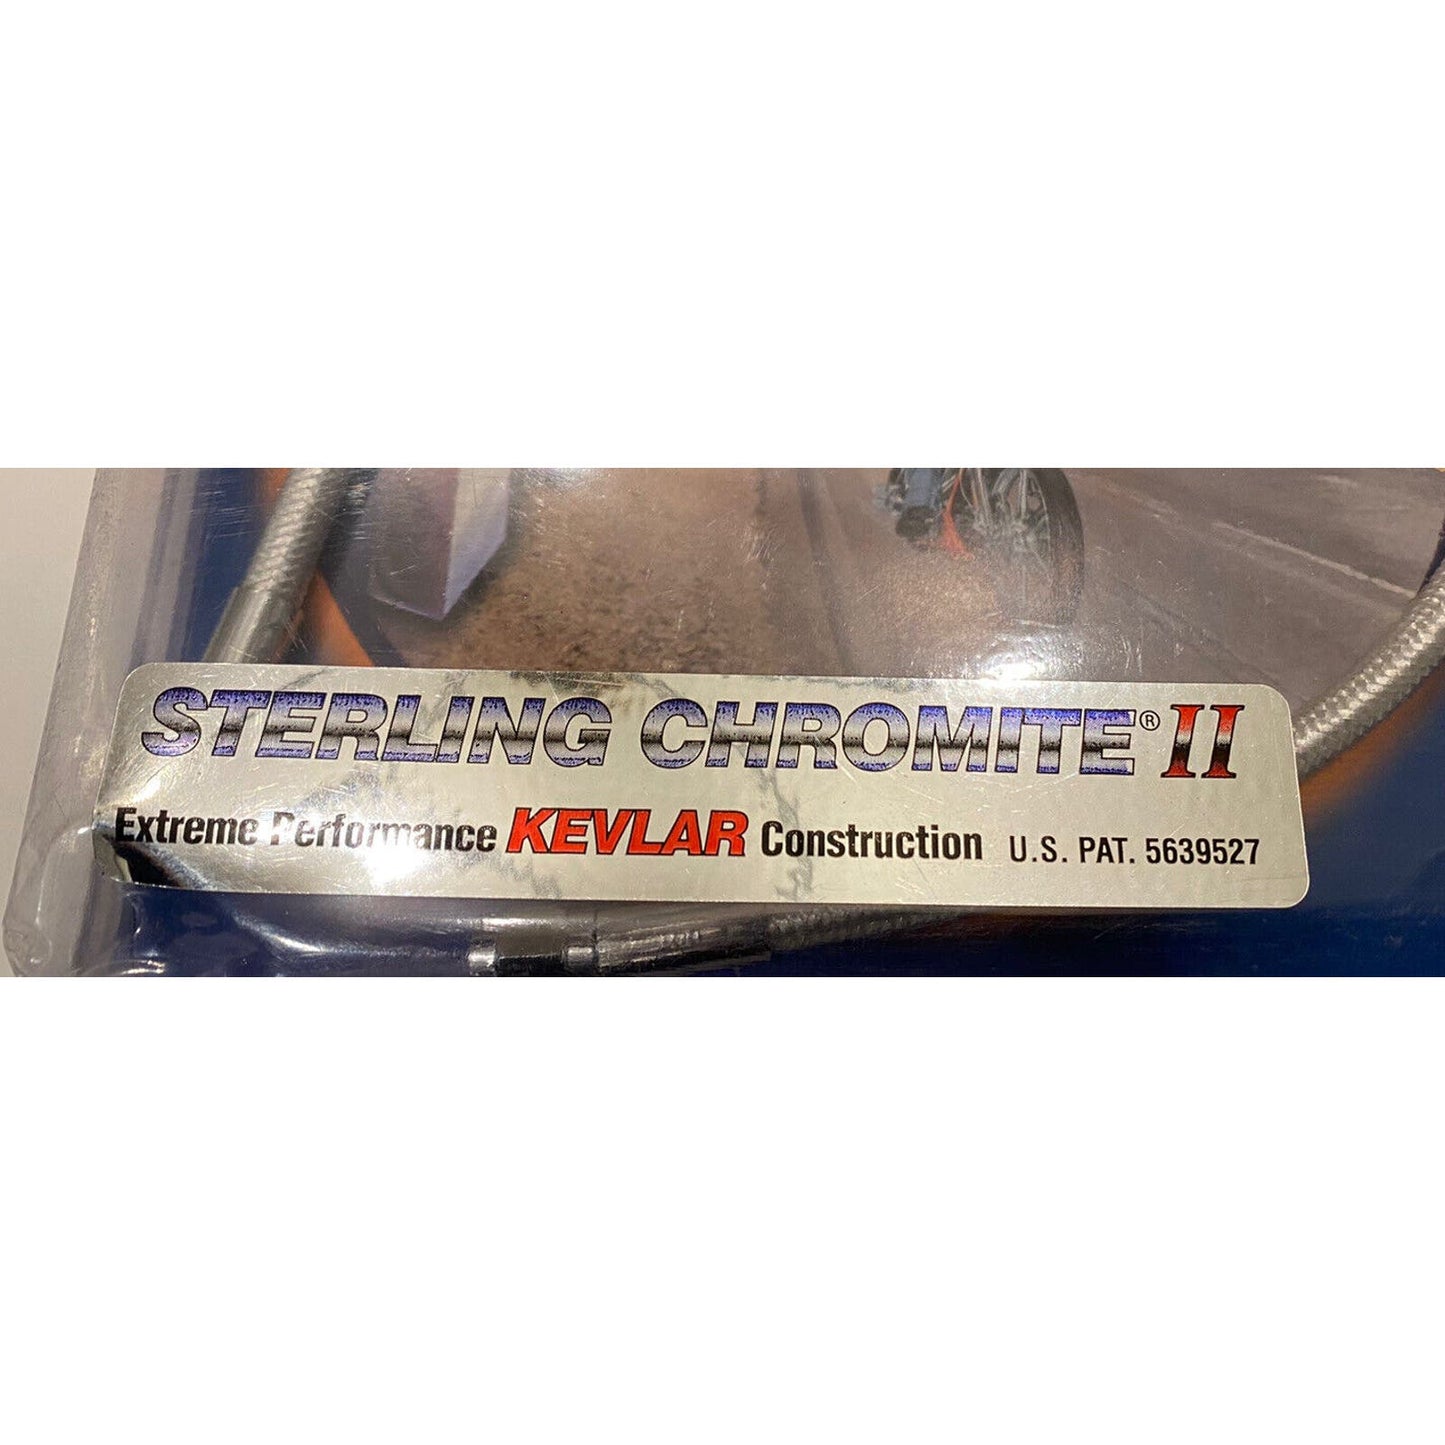 STERLING CHROMITE® II
Extreme Performance KEVLAR Construction U.S. PAT. 5639527